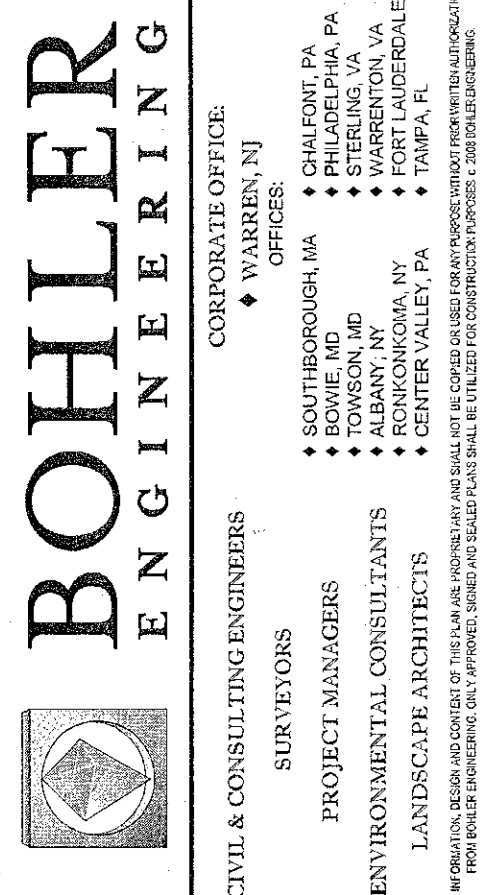 BOHLER
ENGINEERING
CIVIL & CONSULTING ENGINEERS
SURVEYORS
PROJECT MANAGERS
ENVIRONMENTAL CONSULTANTS
LANDSCAPE ARCHITECTS
CORPORATE OFFICE:
♦ WARREN, NJ
OFFICES:
♦ SOUTHBOROUGH, MA
♦ BOWIE, MD
♦ TOWSON, MD
♦ ALBANY, NY
♦ RONKONKOMA, NY
♦ CENTER VALLEY, PA
♦ CHALFONT, PA
♦ PHILADELPHIA, PA
♦ STERLING, VA
♦ WARRENTON, VA
♦ FORT LAUDERDALE
♦ TAMPA, FL
INFORMATION, DESIGN AND CONTENT OF THIS PLAN ARE PROPRIETARY AND SHALL NOT BE COPIED OR USED FOR ANY PURPOSE WITHOUT PRIOR WRITTEN
FROM BOHLER ENGINEERING. ONLY APPROVED, SIGNED AND SEALED PLANS SHALL BE UTILIZED FOR CONSTRUCTION PURPOSES c 2008 BOHLER ENGINEERING.